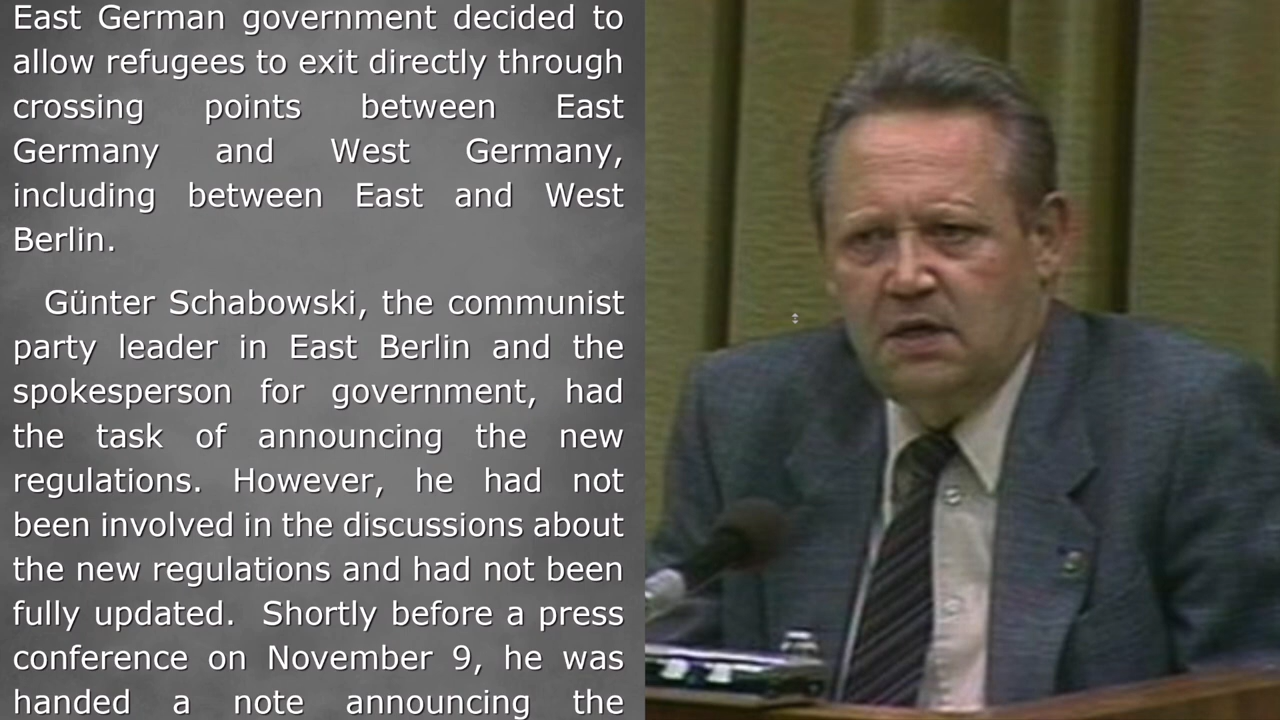 East German government decided to
allow refugees to exit directly through
crossing points between East
Germany and West Germany,
including between East and West
Berlin.
Günter Schabowski, the communist
party leader in East Berlin and the
spokesperson for government, had
the task of announcing the new
regulations. However, he had not
been involved in the discussions about
the new regulations and had not been
fully updated. Shortly before a press
conference on November 9, he was
handed a note announcing the